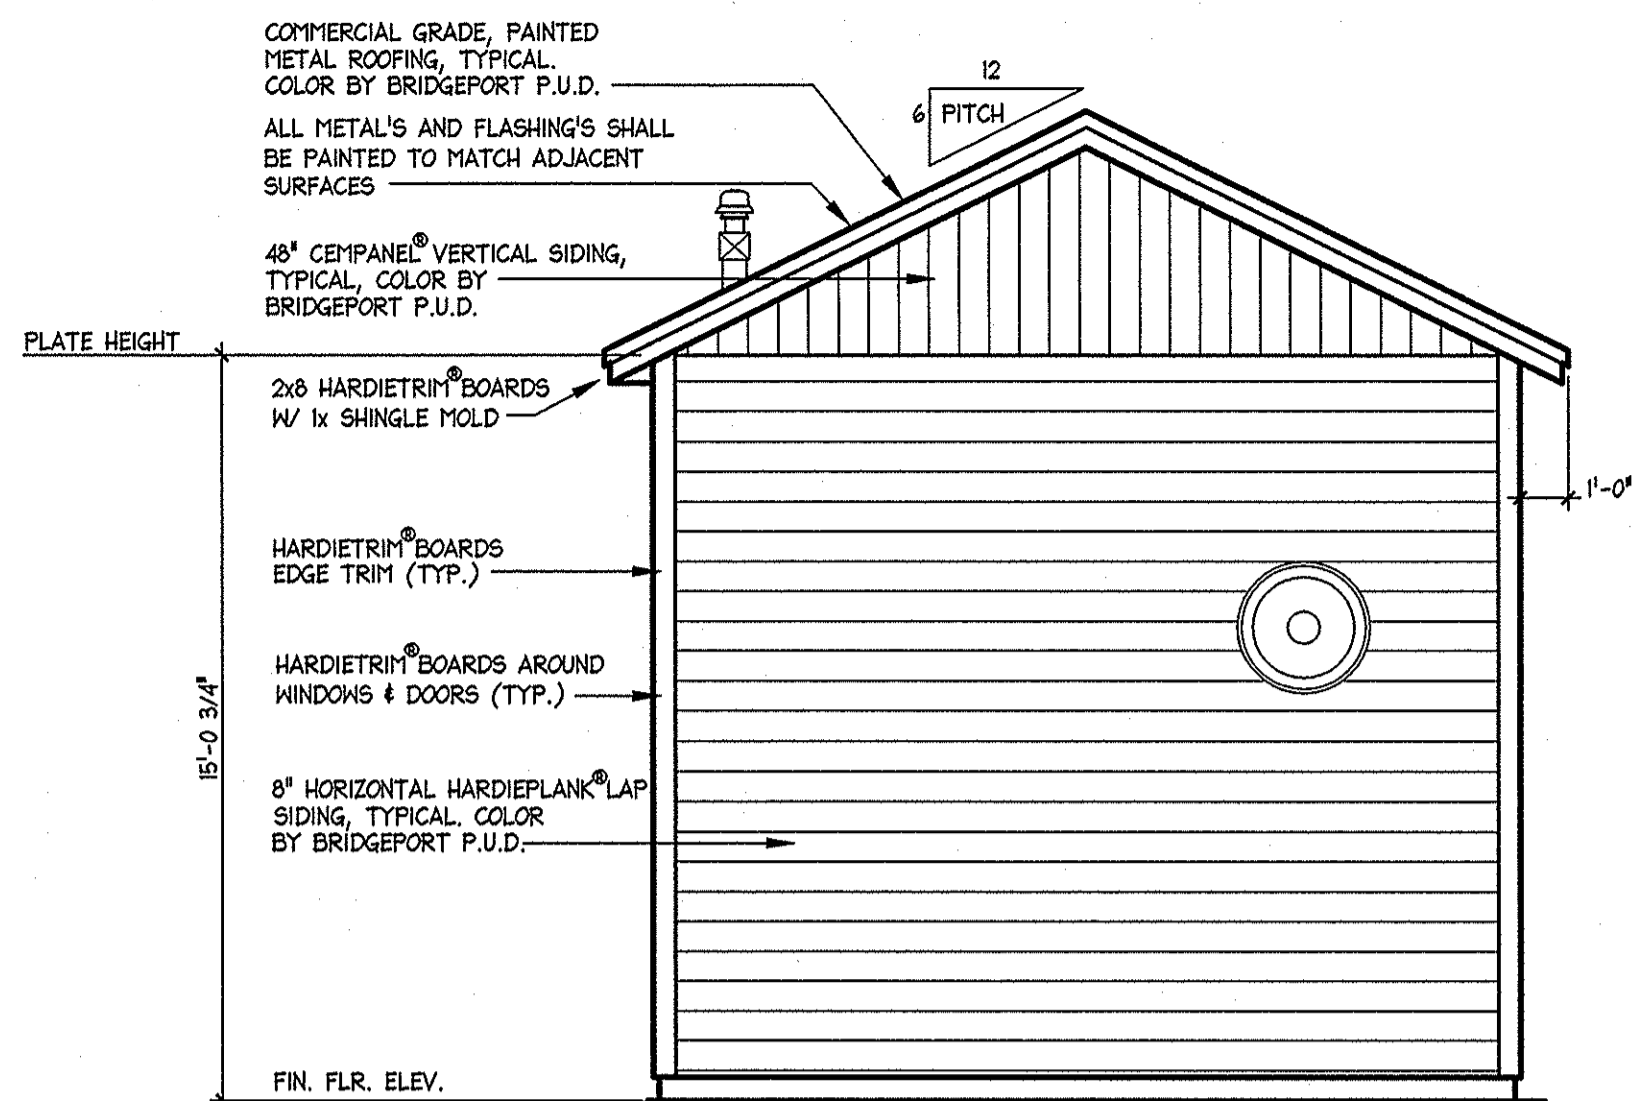 COMMERCIAL GRADE, PAINTED
METAL ROOFING, TYPICAL.
COLOR BY BRIDGEPORT P.U.D.
12
6 PITCH
ALL METAL'S AND FLASHING'S SHALL
BE PAINTED TO MATCH ADJACENT
SURFACES
48" CEMPANEL® VERTICAL SIDING,
TYPICAL, COLOR BY
BRIDGEPORT P.U.D.
PLATE HEIGHT
2x8 HARDIETRIM® BOARDS
W/ 1x SHINGLE MOLD
1'-0"
HARDIETRIM® BOARDS
EDGE TRIM (TYP.)
HARDIETRIM® BOARDS AROUND
WINDOWS & DOORS (TYP.)
15'-0 3/4"
8" HORIZONTAL HARDIEPLANK® LAP
SIDING, TYPICAL. COLOR
BY BRIDGEPORT P.U.D.
FIN. FLR. ELEV.